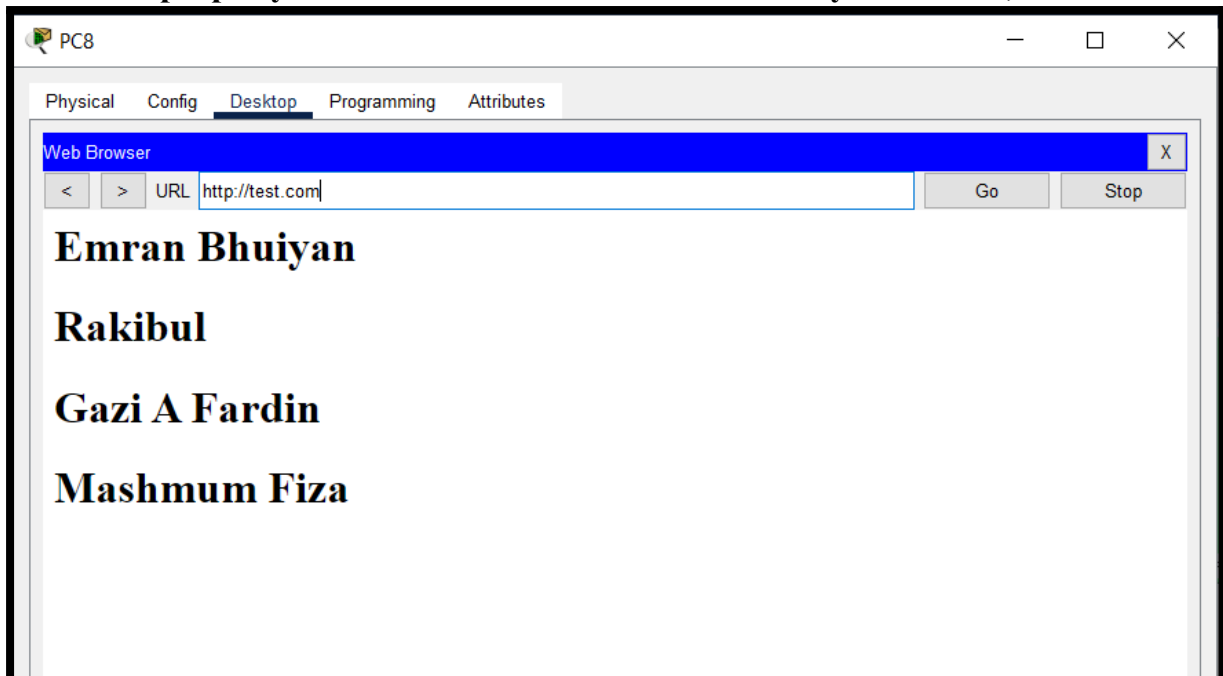 PC8
Physical Config Desktop Programming Attributes
Web Browser X
< > URL http://test.com Go Stop
Emran Bhuiyan
Rakibul
Gazi A Fardin
Mashmum Fiza